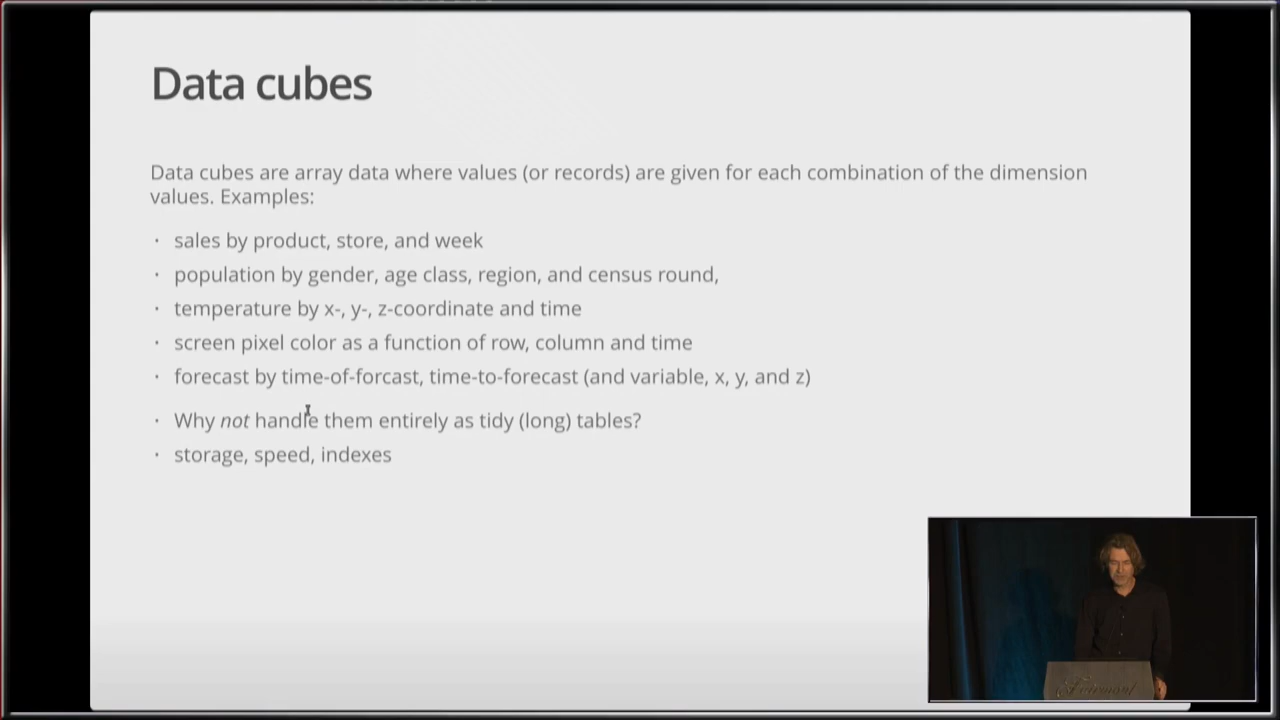 Data cubes
Data cubes are array data where values (or records) are given for each combination of the dimension
values. Examples:
· sales by product, store, and week
· population by gender, age class, region, and census round,
· temperature by x-, y-, z-coordinate and time
· screen pixel color as a function of row, column and time
· forecast by time-of-forcast, time-to-forecast (and variable, x, y, and z)
· Why not handle them entirely as tidy (long) tables?
· storage, speed, indexes
Fairmont